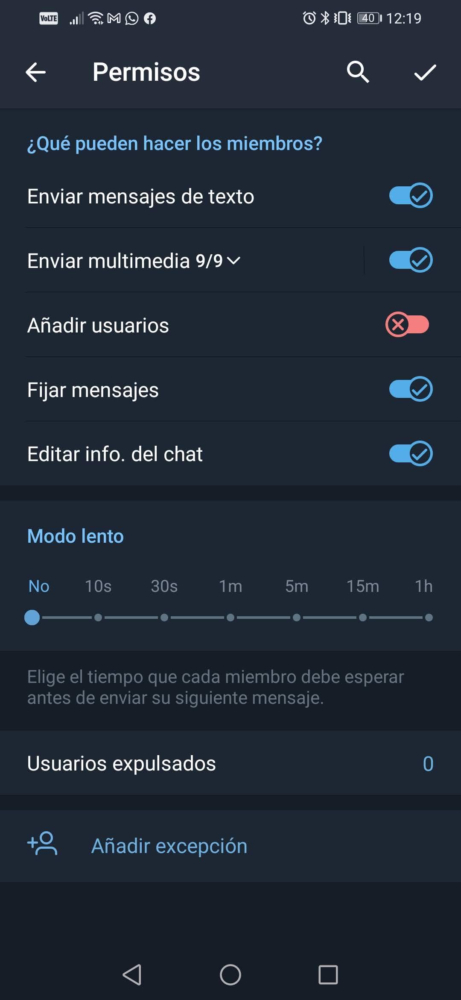 VoLTE 40 12:19
Permisos
¿Qué pueden hacer los miembros?
Enviar mensajes de texto
Enviar multimedia 9/9
Añadir usuarios
Fijar mensajes
Editar info. del chat
Modo lento
No 10s 30s 1m 5m 15m 1h
Elige el tiempo que cada miembro debe esperar
antes de enviar su siguiente mensaje.
Usuarios expulsados 0
Añadir excepción